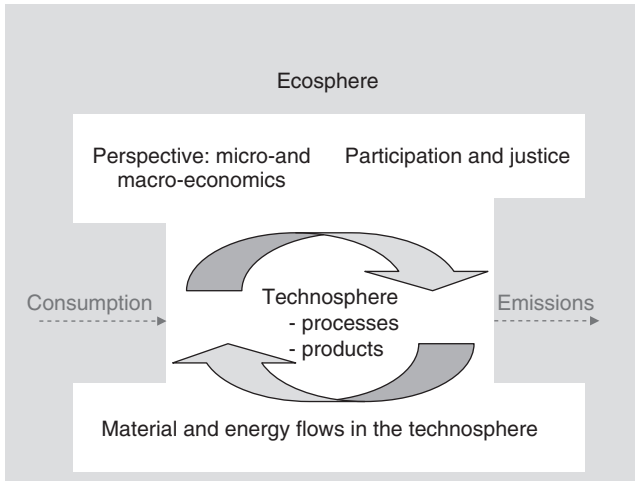 Ecosphere
Perspective: micro-and
macro-economics
Participation and justice
Consumption
Technosphere
- processes
- products
Emissions
Material and energy flows in the technosphere